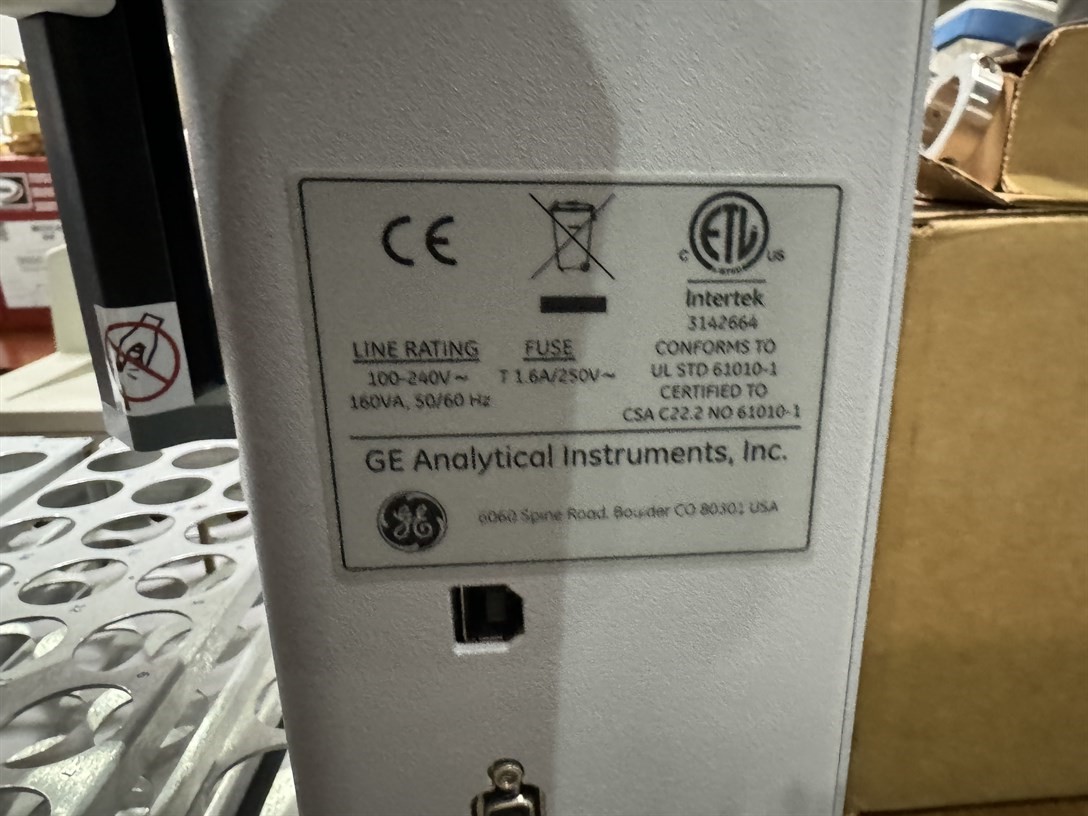 CE
C ETL US
LISTED
Intertek
3142664
CONFORMS TO
UL STD 61010-1
CERTIFIED TO
CSA C22.2 NO 61010-1
LINE RATING
100-240V~
160VA, 50/60 Hz
FUSE
T 1.6A/250V~
GE Analytical Instruments, Inc.
GE
6060 Spine Road, Boulder CO 80301 USA